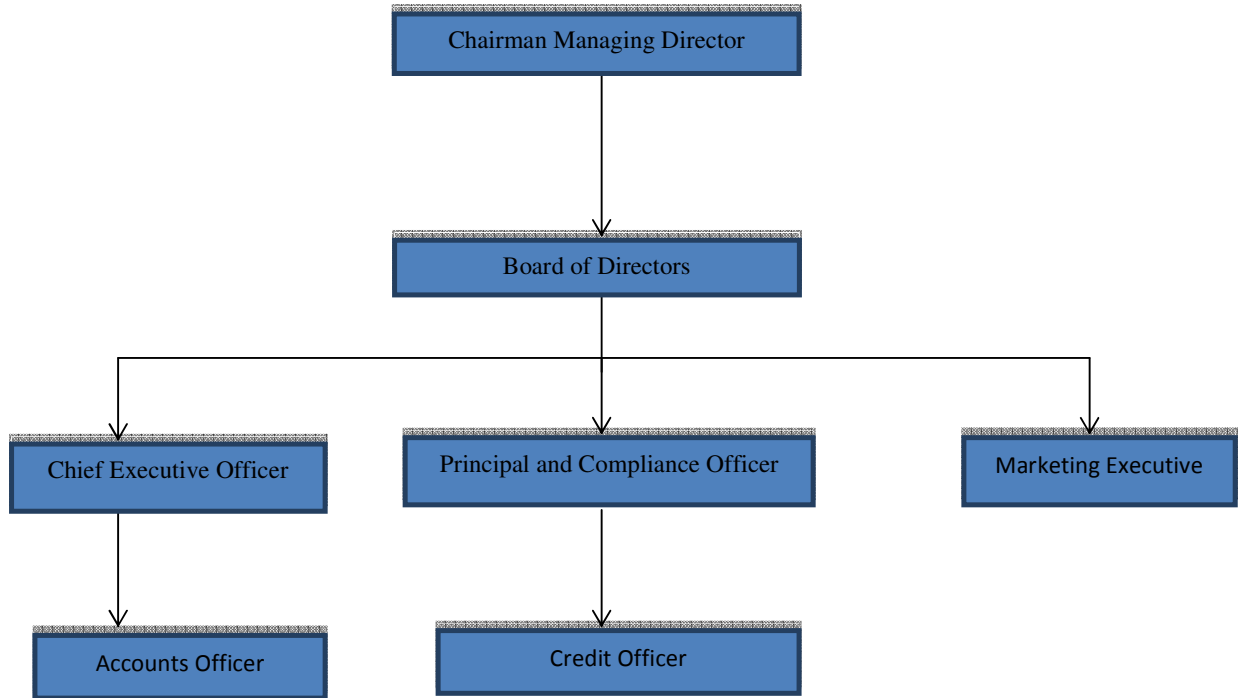 Chairman Managing Director
Board of Directors
Chief Executive Officer
Principal and Compliance Officer
Marketing Executive
Accounts Officer
Credit Officer